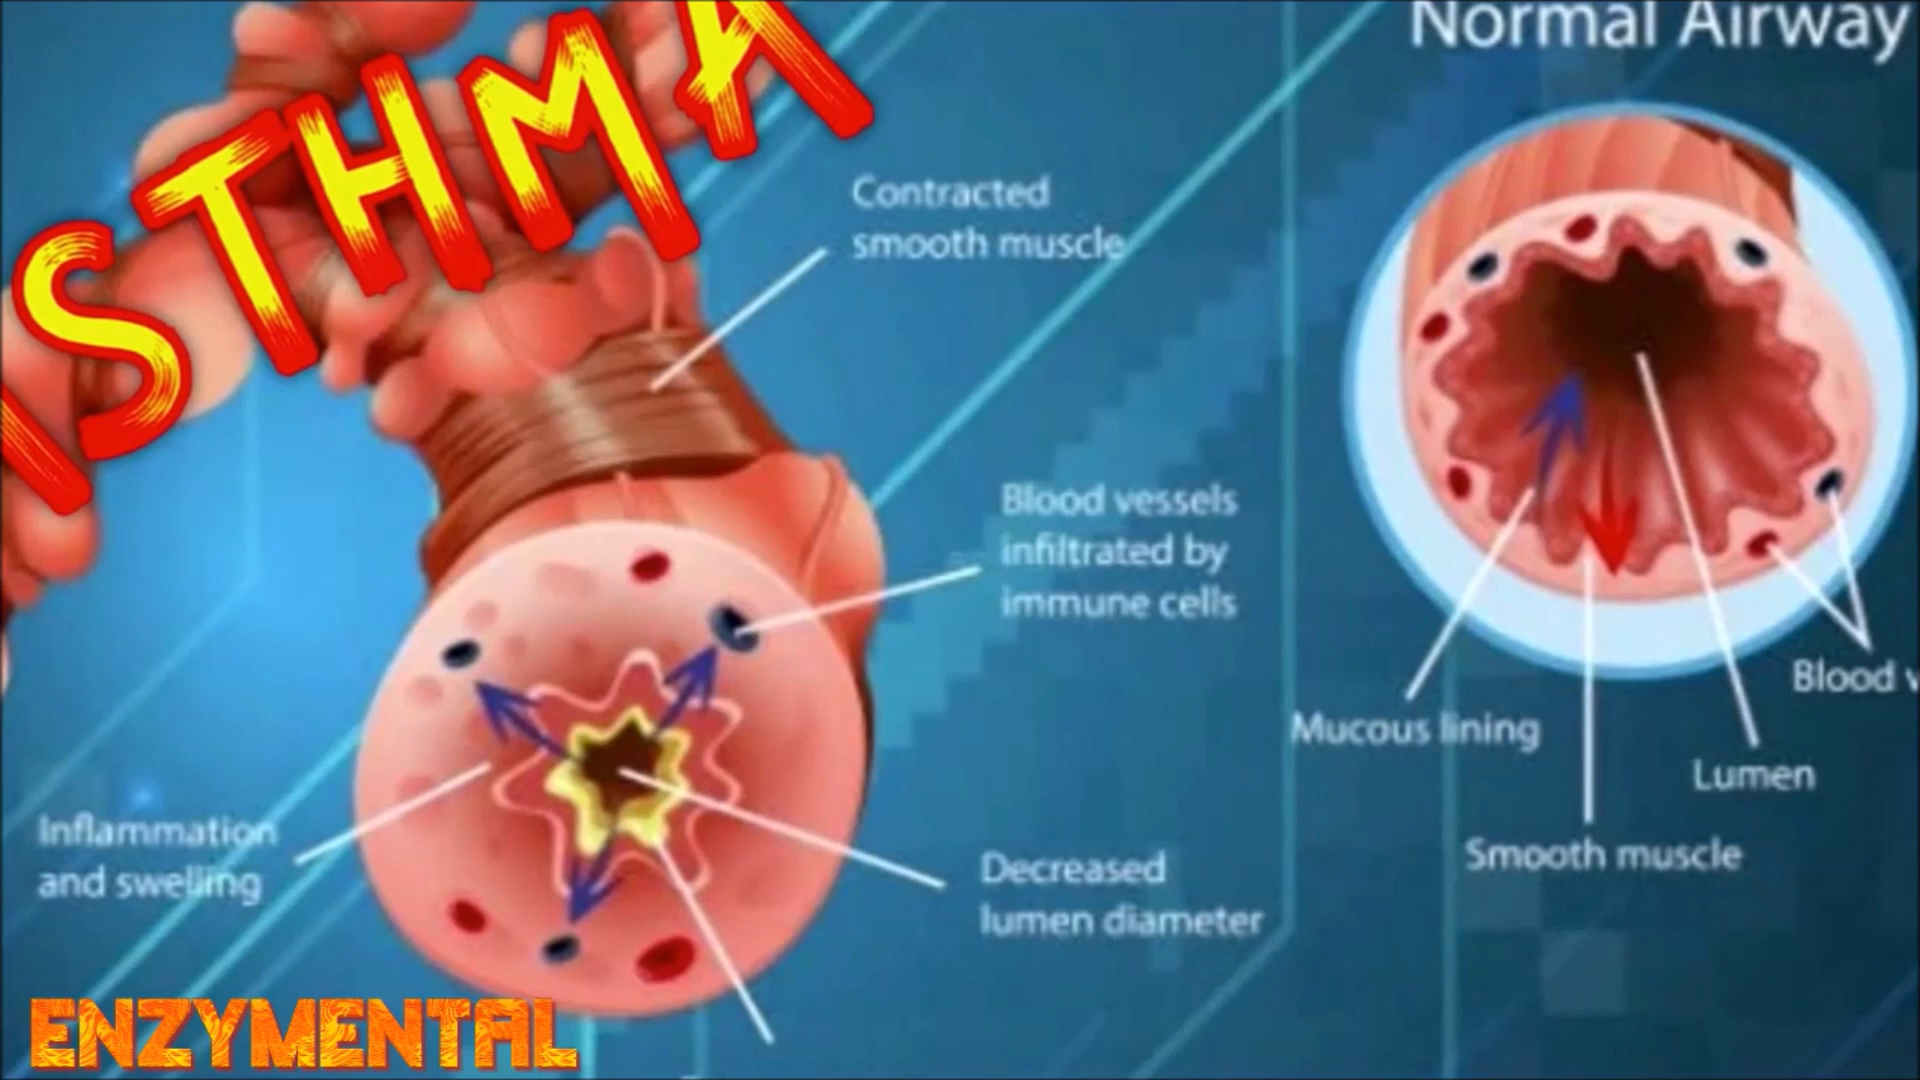 ISTHMA
Normal Airway
Contracted
smooth muscle
Blood vessels
infiltrated by
immune cells
Inflammation
and swelling
Decreased
lumen diameter
Mucous lining
Blood v
Lumen
Smooth muscle
ENZYMENTAL